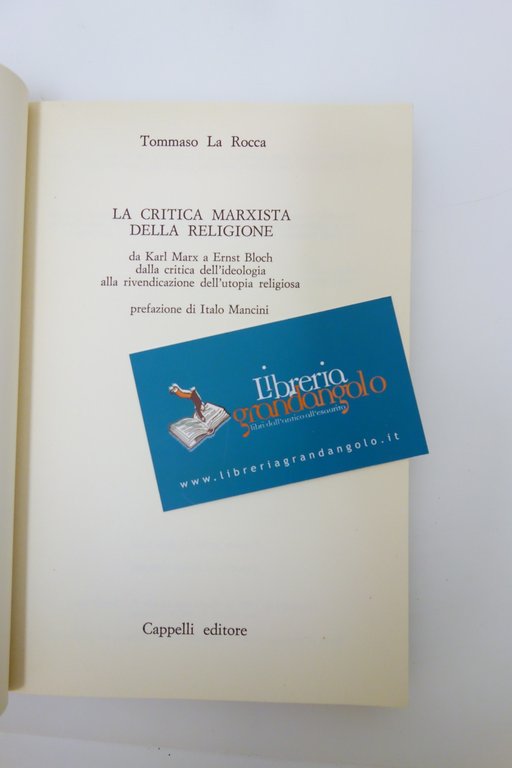 Tommaso La Rocca
LA CRITICA MARXISTA
DELLA RELIGIONE
da Karl Marx a Ernst Bloch
dalla critica dell'ideologia
alla rivendicazione dell'utopia religiosa
prefazione di Italo Mancini
Libreria
grandangolo
libri dall'antico all'esaurito
www.libreriagrandangolo.it
Cappelli editore